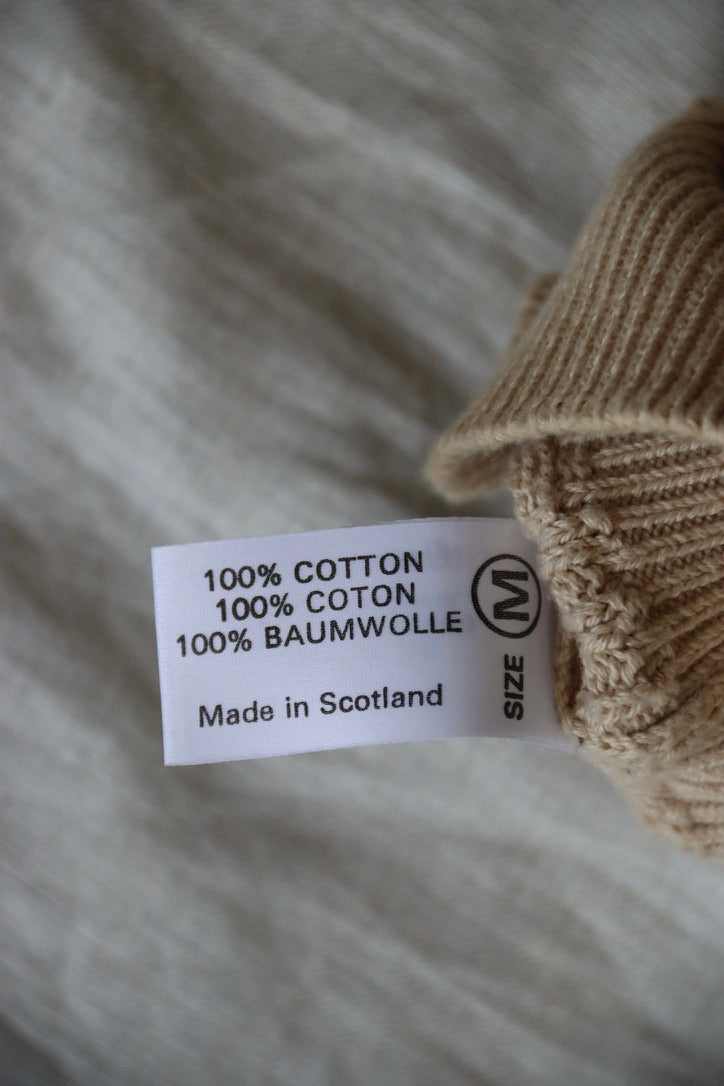 100% COTTON
100% COTON
100% BAUMWOLLE
Made in Scotland
SIZE M